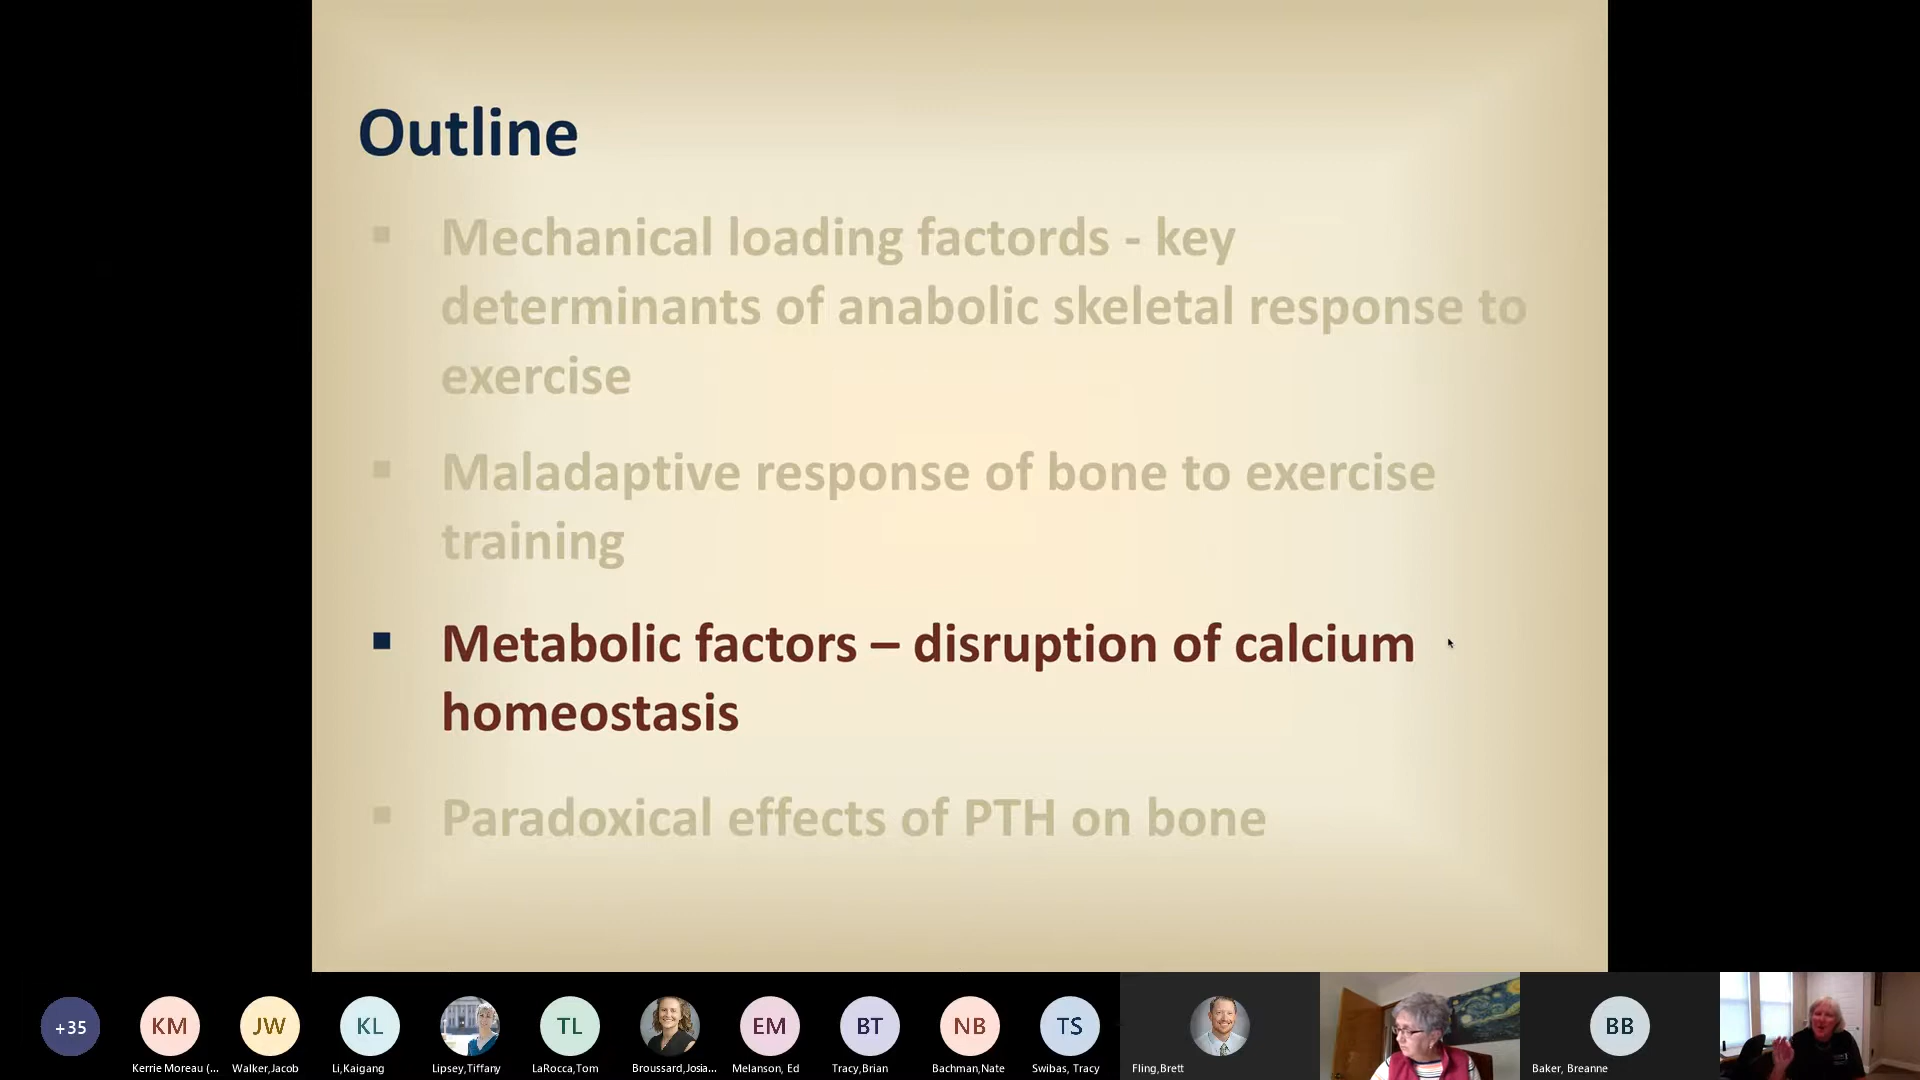 Outline
▪ Mechanical loading factords - key
determinants of anabolic skeletal response to
exercise
▪ Maladaptive response of bone to exercise
training
▪ Metabolic factors – disruption of calcium
homeostasis
▪ Paradoxical effects of PTH on bone
+35
KM
JW
KL
TL
EM
BT
NB
TS
BB
Kerrie Moreau (...
Walker,Jacob
Li,Kaigang
Lipsey,Tiffany
LaRocca,Tom
Broussard,Josia...
Melanson, Ed
Tracy,Brian
Bachman,Nate
Swibas, Tracy
Fling,Brett
Baker, Breanne